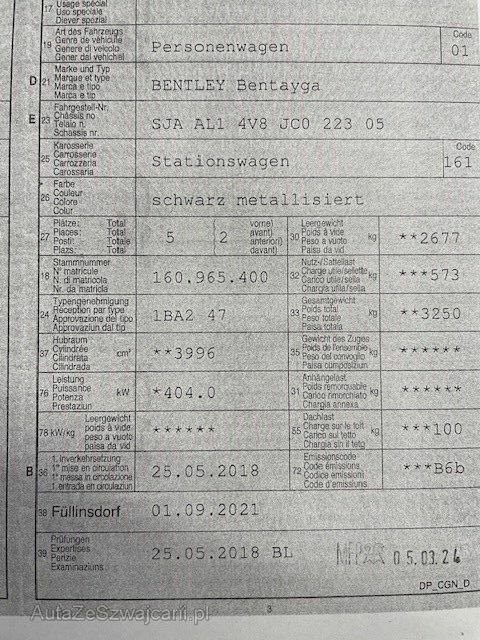 17 Usage spécial
Uso speciale
Diever spezial
19 Art des Fahrzeugs
Genre de véhicule
Genere di veicolo
Gener dal vehichel
Personenwagen
Code
01
D 21 Marke und Typ
Marque et type
Marca e tipo
Marca e tip
BENTLEY Bentayga
E 23 Fahrgestell-Nr.
Châssis no
Telaio n.
Schassis nr.
SJA AL1 4V8 JC0 223 05
25 Karosserie
Carrosserie
Carrozzeria
Carossaria
Stationswagen
Code
161
26 Farbe
Couleur
Colore
Colur
schwarz metallisiert
27 Plätze: Total
Places: Total
Posti: Totale
Plazs: Total
5 2
vorne)
avant)
anteriori)
davant)
30 Leergewicht
Poids à vide
Peso a vuoto
Paisa da vid
kg **2677
18 Stammnummer
N° matricule
N. di matricola
Nr. da matricla
160.965.400
32 Nutz-/Sattellast
Charge utile/sellette
Carico utile/sella
Chargia utila/sella
kg ***573
24 Typengenehmigung
Réception par type
Approvazione del tipo
Approvaziun dal tip
1BA2 47
33 Gesamtgewicht
Poids total
Peso totale
Paisa totala
kg **3250
37 Hubraum
Cylindrée
Cilindrata
Cilindrada
cm³ **3996
35 Gewicht des Zuges
Poids de l'ensemble
Peso del convoglio
Paisa cumposiziun
kg ******
76 Leistung
Puissance
Potenza
Prestaziun
kW *404.0
31 Anhängelast
Poids remorquable
Carico rimorchiato
Chargia annexa
kg ******
78 kW/kg Leergewicht
poids à vide
peso a vuoto
paisa da vid
******
55 Dachlast
Charge sur le toit
Carico sul tetto
Chargia sin il tetg
kg ***100
B 36 1. Inverkehrsetzung
1re mise en circulation
1a messa in circolazione
1. entrada en circulaziun
25.05.2018
72 Emissionscode
Code émissions
Codice emissioni
Code d'emissiuns
***B6b
38 Füllinsdorf 01.09.2021
39 Prüfungen
Expertises
Perizie
Examinaziuns
25.05.2018 BL
MFP 05.03.24
DP_CGN_D
3
AutaZeSzwajcarii.pl